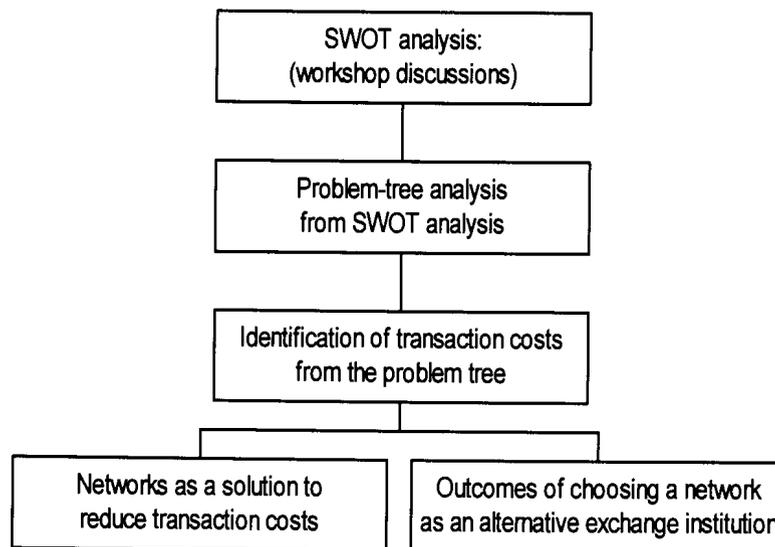 SWOT analysis:
(workshop discussions)
Problem-tree analysis
from SWOT analysis
Identification of transaction costs
from the problem tree
Networks as a solution to
reduce transaction costs
Outcomes of choosing a network
as an alternative exchange institution